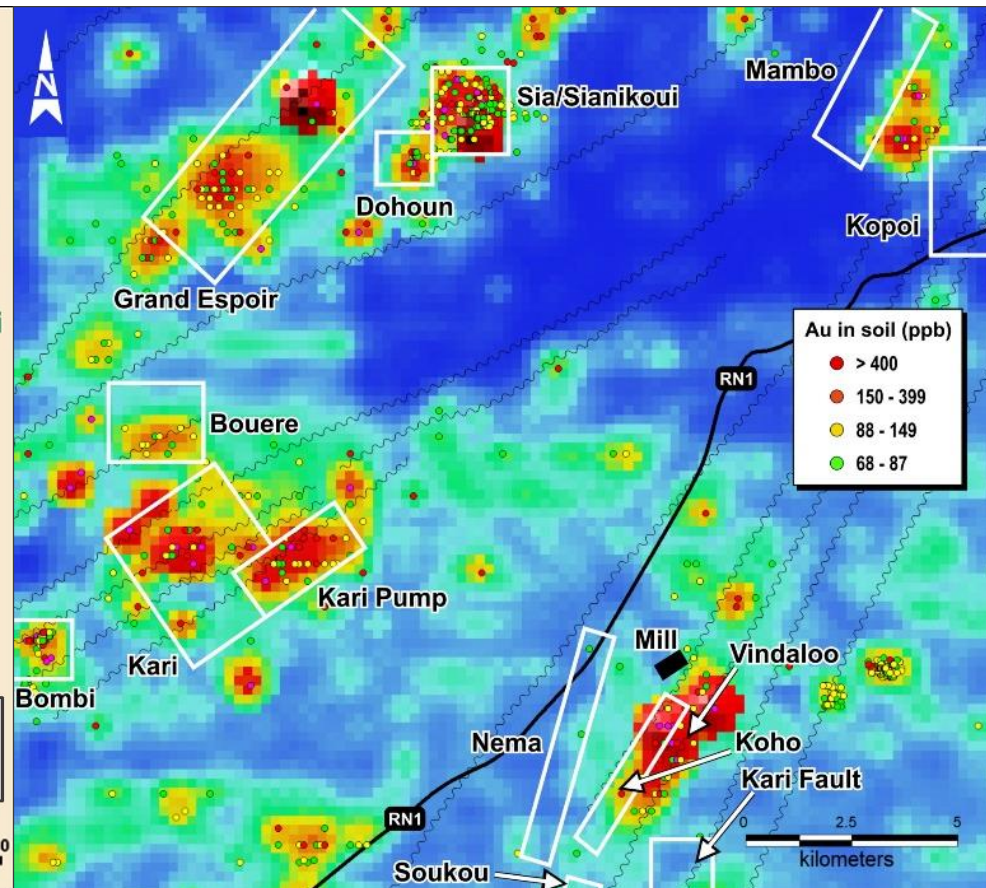 N
Mambo
Sia/Sianikoui
Dohoun
Kopoi
Grand Espoir
Au in soil (ppb)
> 400
150 - 399
88 - 149
68 - 87
RN1
Bouere
Kari Pump
Kari
Bombi
Mill
Vindaloo
Nema
Koho
Kari Fault
RN1
0 2.5 5
kilometers
Soukou